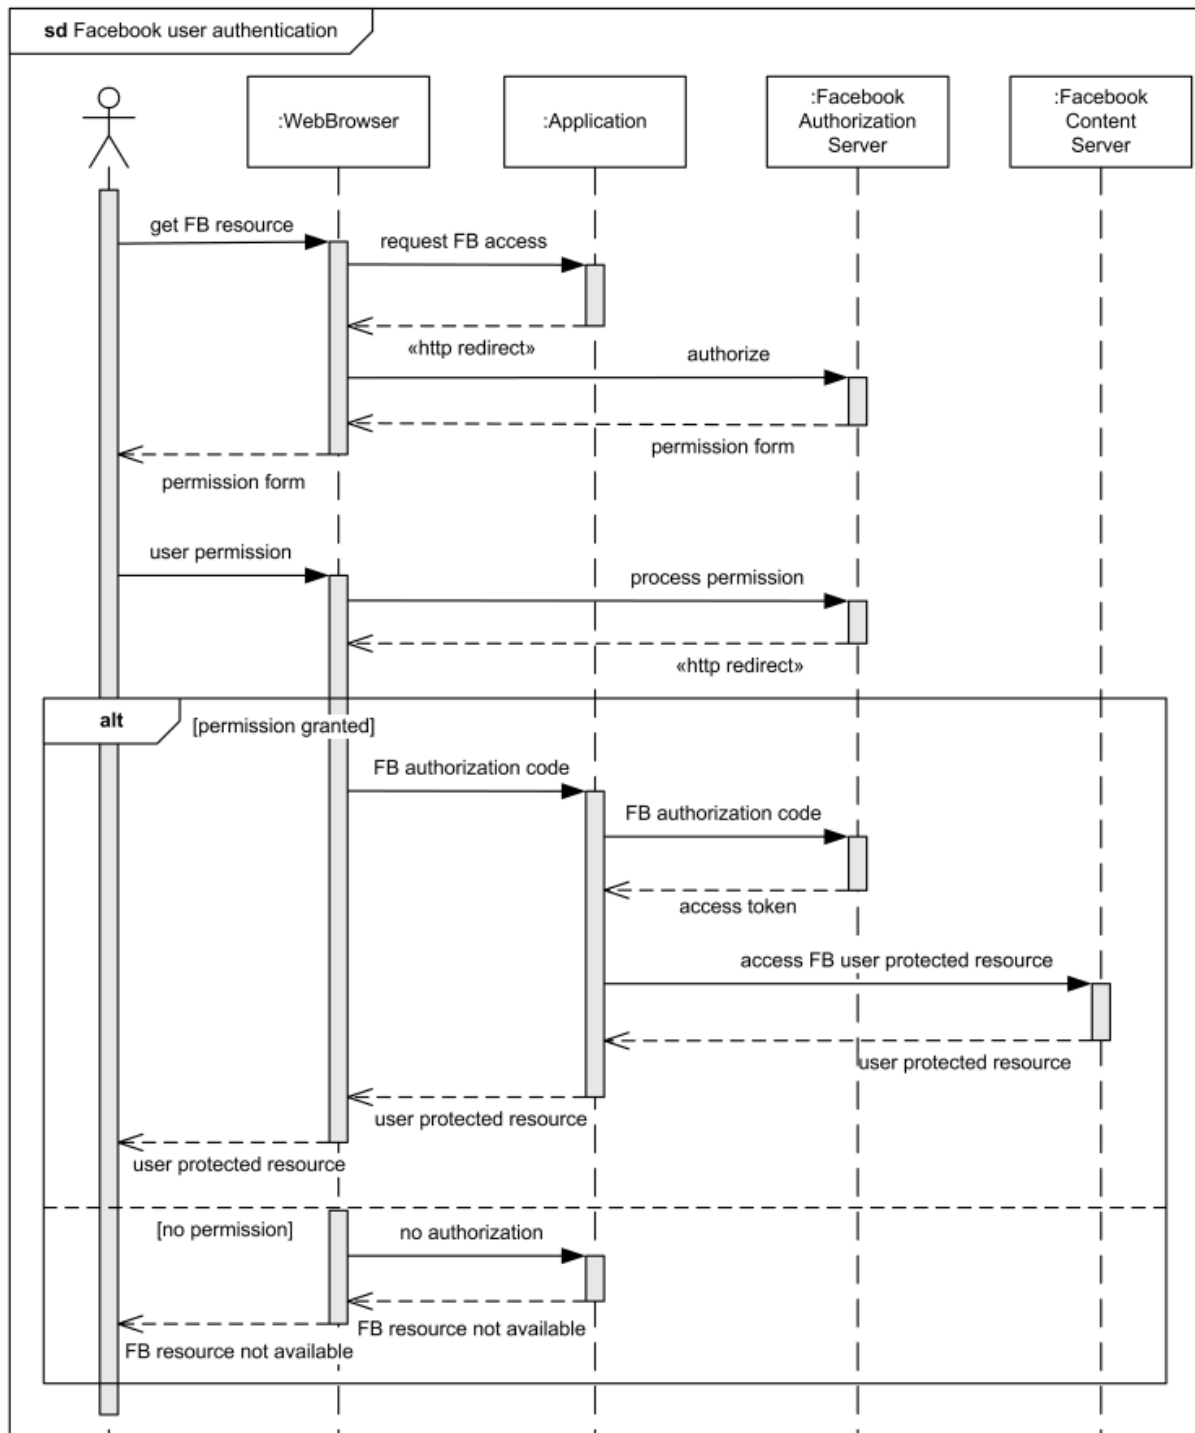 sd Facebook user authentication
:WebBrowser
:Application
:Facebook
Authorization
Server
:Facebook
Content
Server
get FB resource
request FB access
«http redirect»
authorize
permission form
permission form
user permission
process permission
«http redirect»
alt
[permission granted]
FB authorization code
FB authorization code
access token
access FB user protected resource
user protected resource
user protected resource
user protected resource
[no permission]
no authorization
FB resource not available
FB resource not available